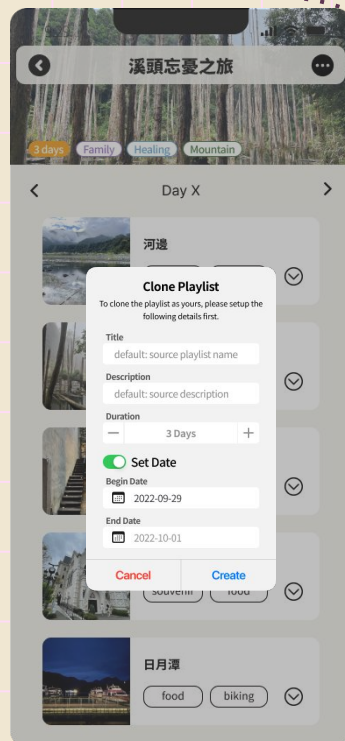 溪頭忘憂之旅
3 days
Family
Healing
Mountain
Day X
河邊
Clone Playlist
To clone the playlist as yours, please setup the
following details first.
Title
default: source playlist name
Description
default: source description
Duration
3 Days
Set Date
Begin Date
2022-09-29
End Date
2022-10-01
Cancel
Create
souvenir
food
日月潭
food
biking